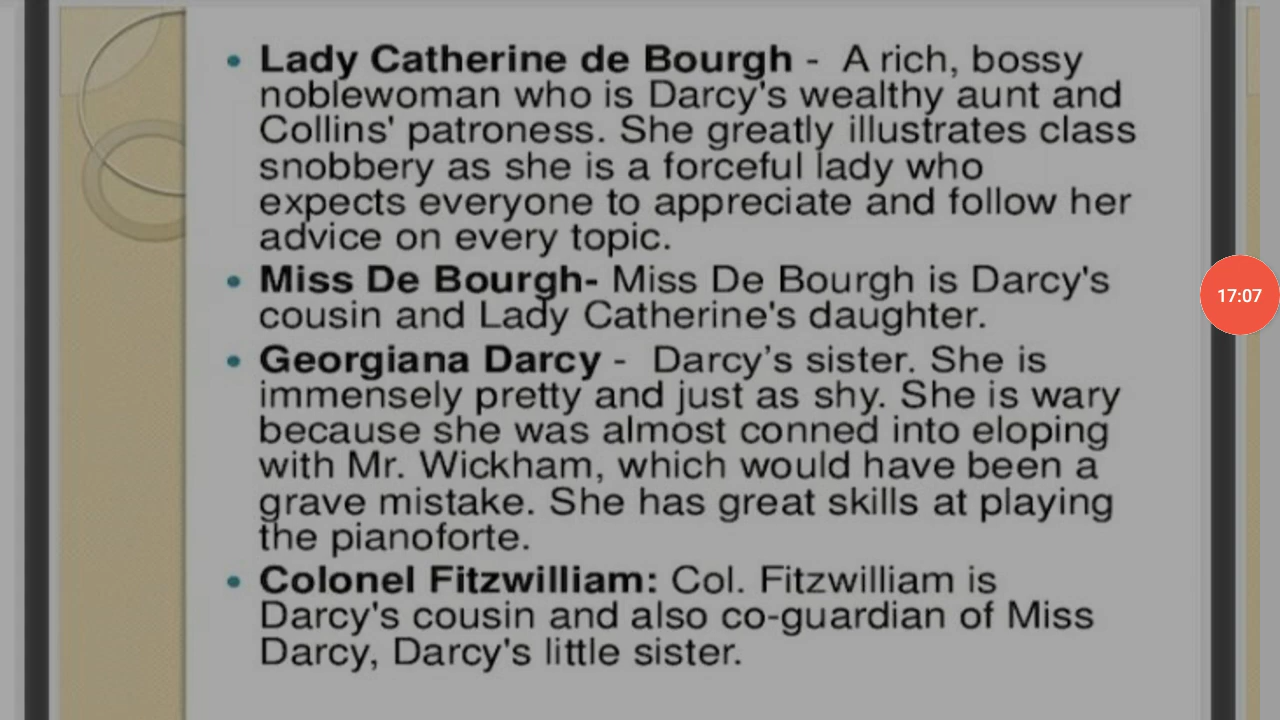 • Lady Catherine de Bourgh - A rich, bossy
noblewoman who is Darcy's wealthy aunt and
Collins' patroness. She greatly illustrates class
snobbery as she is a forceful lady who
expects everyone to appreciate and follow her
advice on every topic.
• Miss De Bourgh- Miss De Bourgh is Darcy's
cousin and Lady Catherine's daughter.
• Georgiana Darcy - Darcy’s sister. She is
immensely pretty and just as shy. She is wary
because she was almost conned into eloping
with Mr. Wickham, which would have been a
grave mistake. She has great skills at playing
the pianoforte.
• Colonel Fitzwilliam: Col. Fitzwilliam is
Darcy's cousin and also co-guardian of Miss
Darcy, Darcy's little sister.
17:07